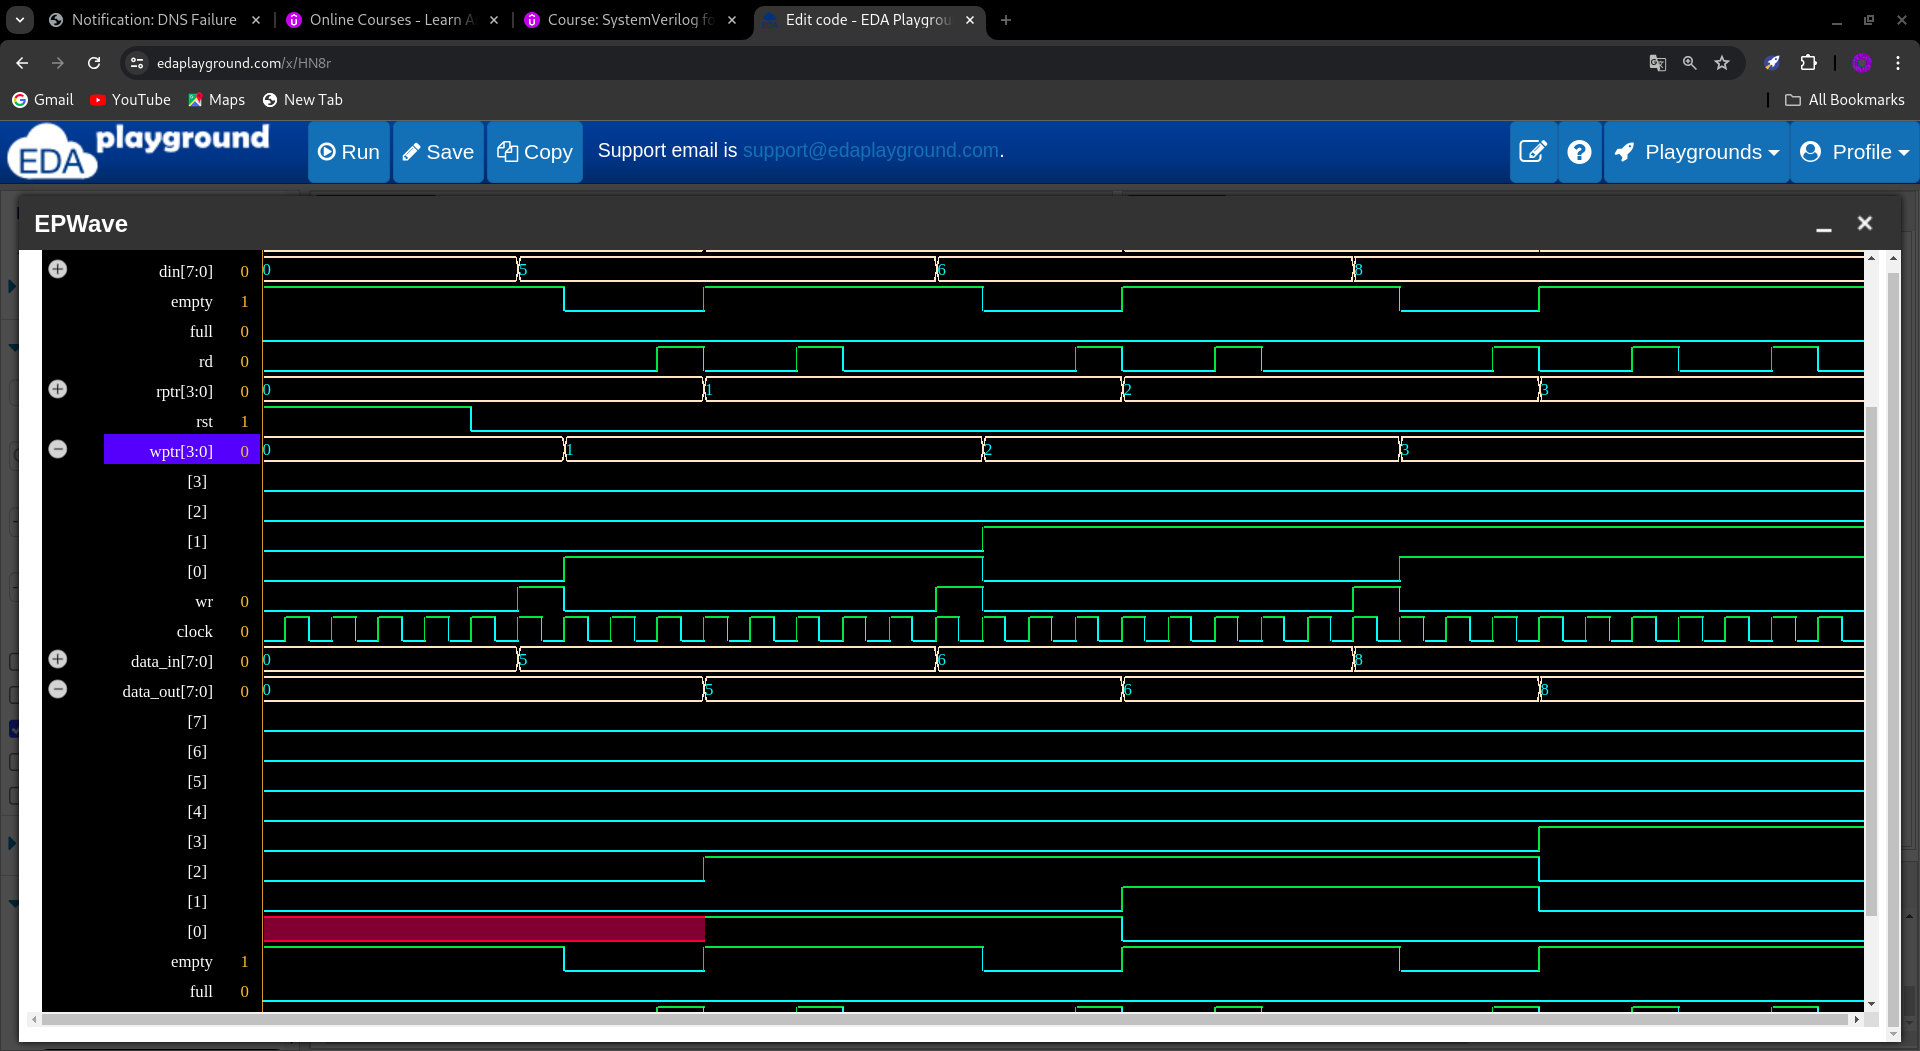 Notification: DNS Failure
Online Courses - Learn A
Course: SystemVerilog fo
Edit code - EDA Playgrou
edaplayground.com/x/HN8r
Gmail
YouTube
Maps
New Tab
All Bookmarks
EDA playground
Run
Save
Copy
Support email is support@edaplayground.com.
Playgrounds
Profile
EPWave
din[7:0] 0 0 5 6 8
empty 1
full 0
rd 0
rptr[3:0] 0 0 1 2 3
rst 1
wptr[3:0] 0 0 1 2 3
[3]
[2]
[1]
[0]
wr 0
clock 0
data_in[7:0] 0 0 5 6 8
data_out[7:0] 0 0 5 6 8
[7]
[6]
[5]
[4]
[3]
[2]
[1]
[0]
empty 1
full 0